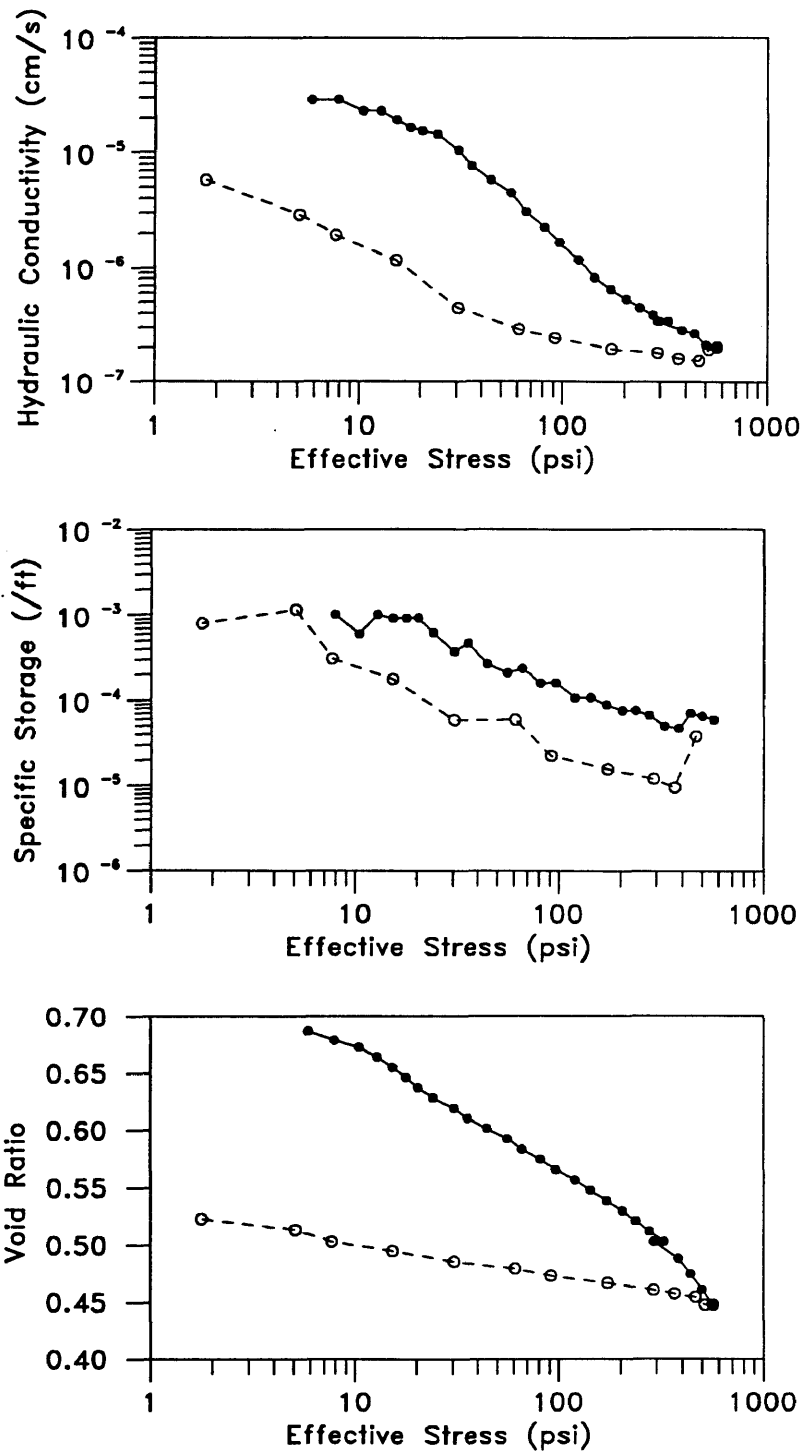 Hydraulic Conductivity (cm/s)
10 -4
10 -5
10 -6
10 -7
1 10 100 1000
Effective Stress (psi)
Specific Storage (/ft)
10 -2
10 -3
10 -4
10 -5
10 -6
1 10 100 1000
Effective Stress (psi)
Void Ratio
0.70
0.65
0.60
0.55
0.50
0.45
0.40
1 10 100 1000
Effective Stress (psi)